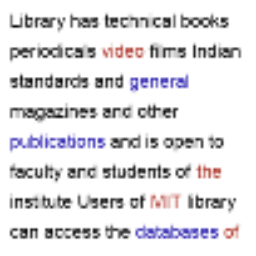 Library has technical books
periodicals video films Indian
standards and general
magazines and other
publications and is open to
faculty and students of the
institute Users of MIT library
can access the databases of